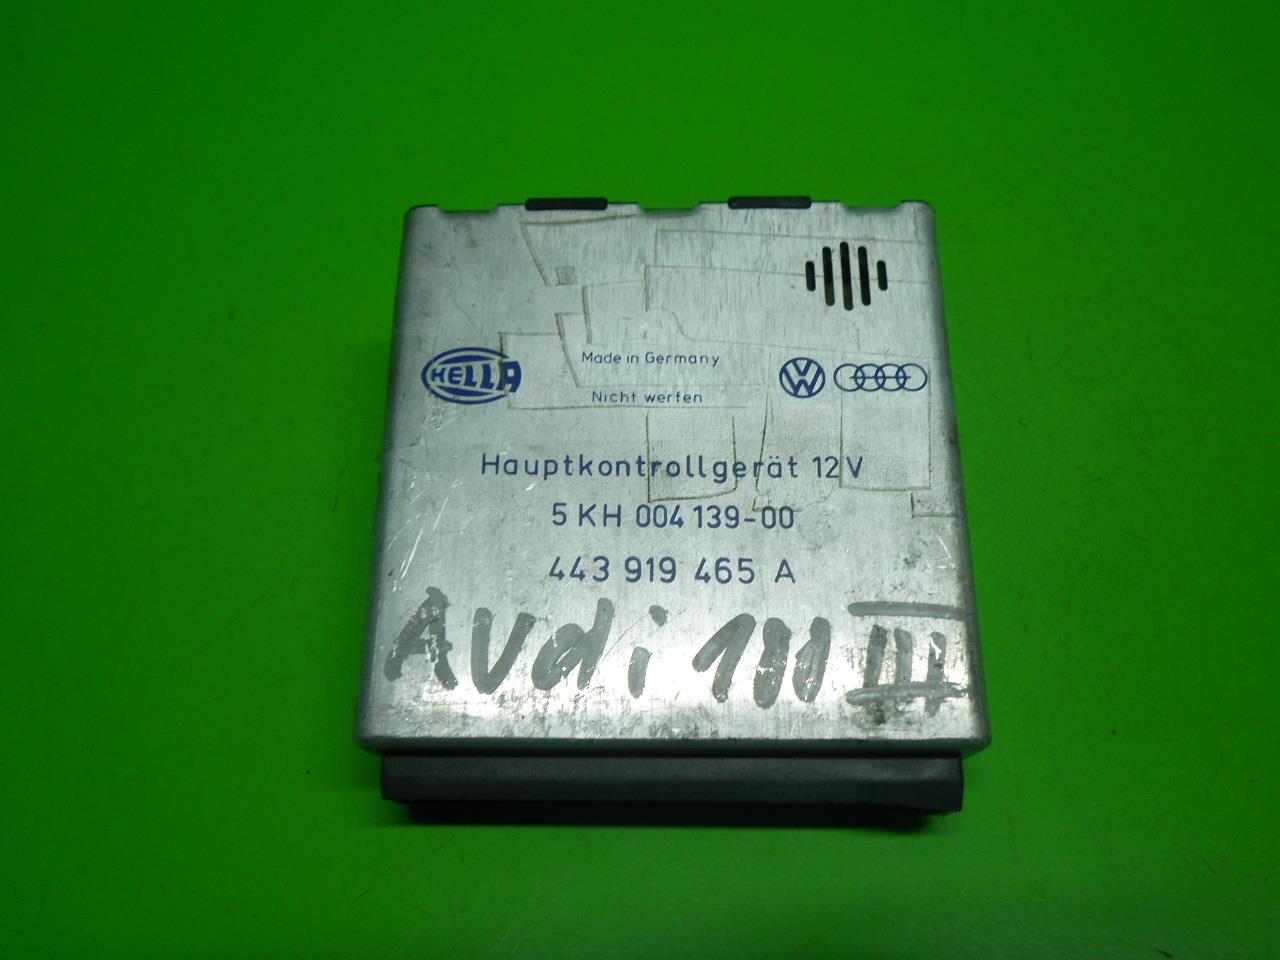 Made in Germany
HELLA
VW
Nicht werfen
Hauptkontrollgerät 12V
5 KH 004 139-00
443 919 465 A
Audi 100 III